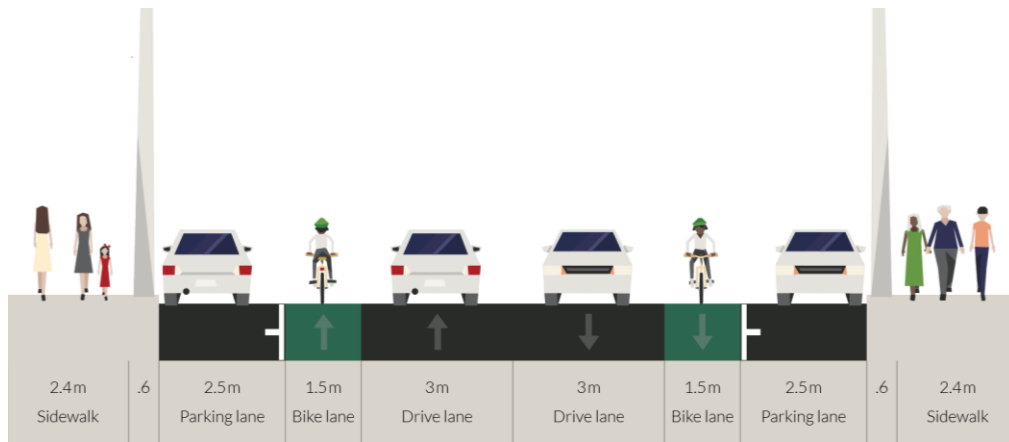 2.4m
Sidewalk
.6
2.5m
Parking lane
1.5m
Bike lane
3m
Drive lane
3m
Drive lane
1.5m
Bike lane
2.5m
Parking lane
.6
2.4m
Sidewalk